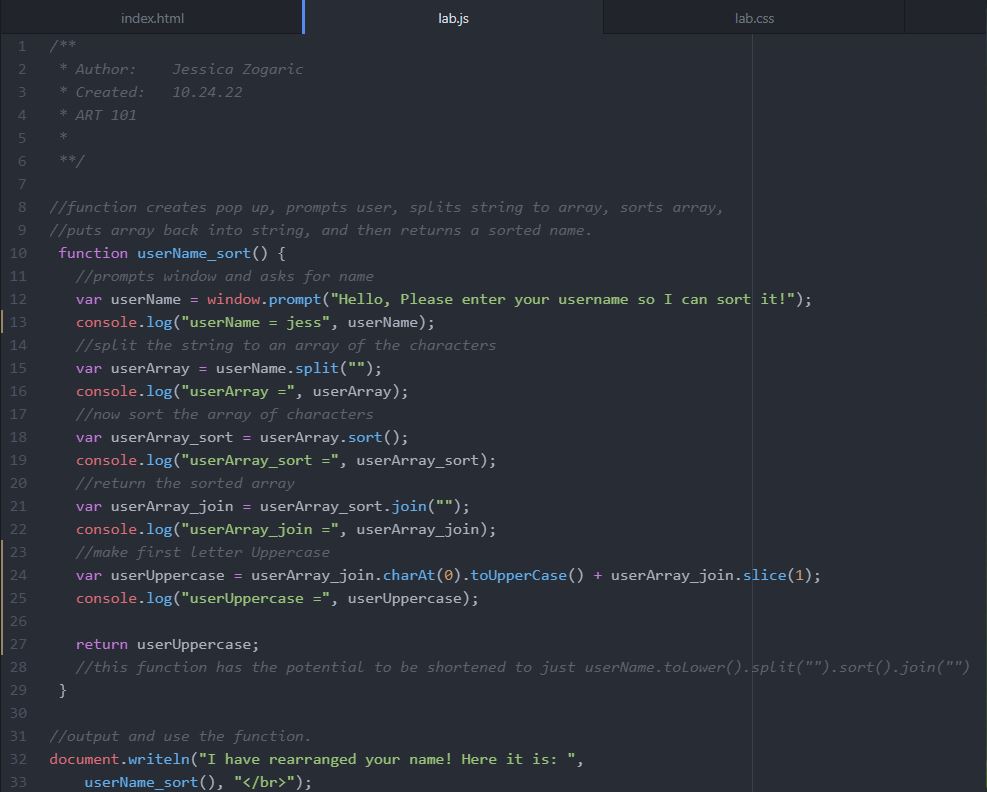 index.html lab.js lab.css
1 /**
2 * Author: Jessica Zogaric
3 * Created: 10.24.22
4 * ART 101
5 *
6 **/
7
8 //function creates pop up, prompts user, splits string to array, sorts array,
9 //puts array back into string, and then returns a sorted name.
10 function userName_sort() {
11 //prompts window and asks for name
12 var userName = window.prompt("Hello, Please enter your username so I can sort it!");
13 console.log("userName = jess", userName);
14 //split the string to an array of the characters
15 var userArray = userName.split("");
16 console.log("userArray =", userArray);
17 //now sort the array of characters
18 var userArray_sort = userArray.sort();
19 console.log("userArray_sort =", userArray_sort);
20 //return the sorted array
21 var userArray_join = userArray_sort.join("");
22 console.log("userArray_join =", userArray_join);
23 //make first letter Uppercase
24 var userUppercase = userArray_join.charAt(0).toUpperCase() + userArray_join.slice(1);
25 console.log("userUppercase =", userUppercase);
26
27 return userUppercase;
28 //this function has the potential to be shortened to just userName.toLower().split("").sort().join("")
29 }
30
31 //output and use the function.
32 document.writeln("I have rearranged your name! Here it is: ",
33 userName_sort(), "</br>");